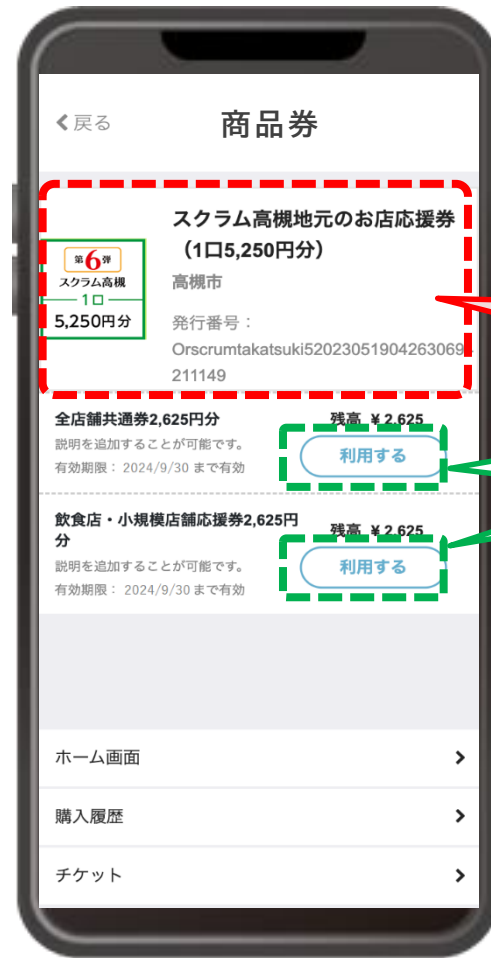 戻る
商品券
第6弾
スクラム高槻
1口
5,250円分
スクラム高槻地元のお店応援券
（1口5,250円分）
高槻市
発行番号：
Orscrumtakatsuki52023051904263069
211149
全店舗共通券2,625円分
残高 ¥2,625
説明を追加することが可能です。
有効期限： 2024/9/30 まで有効
利用する
飲食店・小規模店舗応援券2,625円
分
残高 ¥2,625
説明を追加することが可能です。
有効期限： 2024/9/30 まで有効
利用する
ホーム画面
購入履歴
チケット